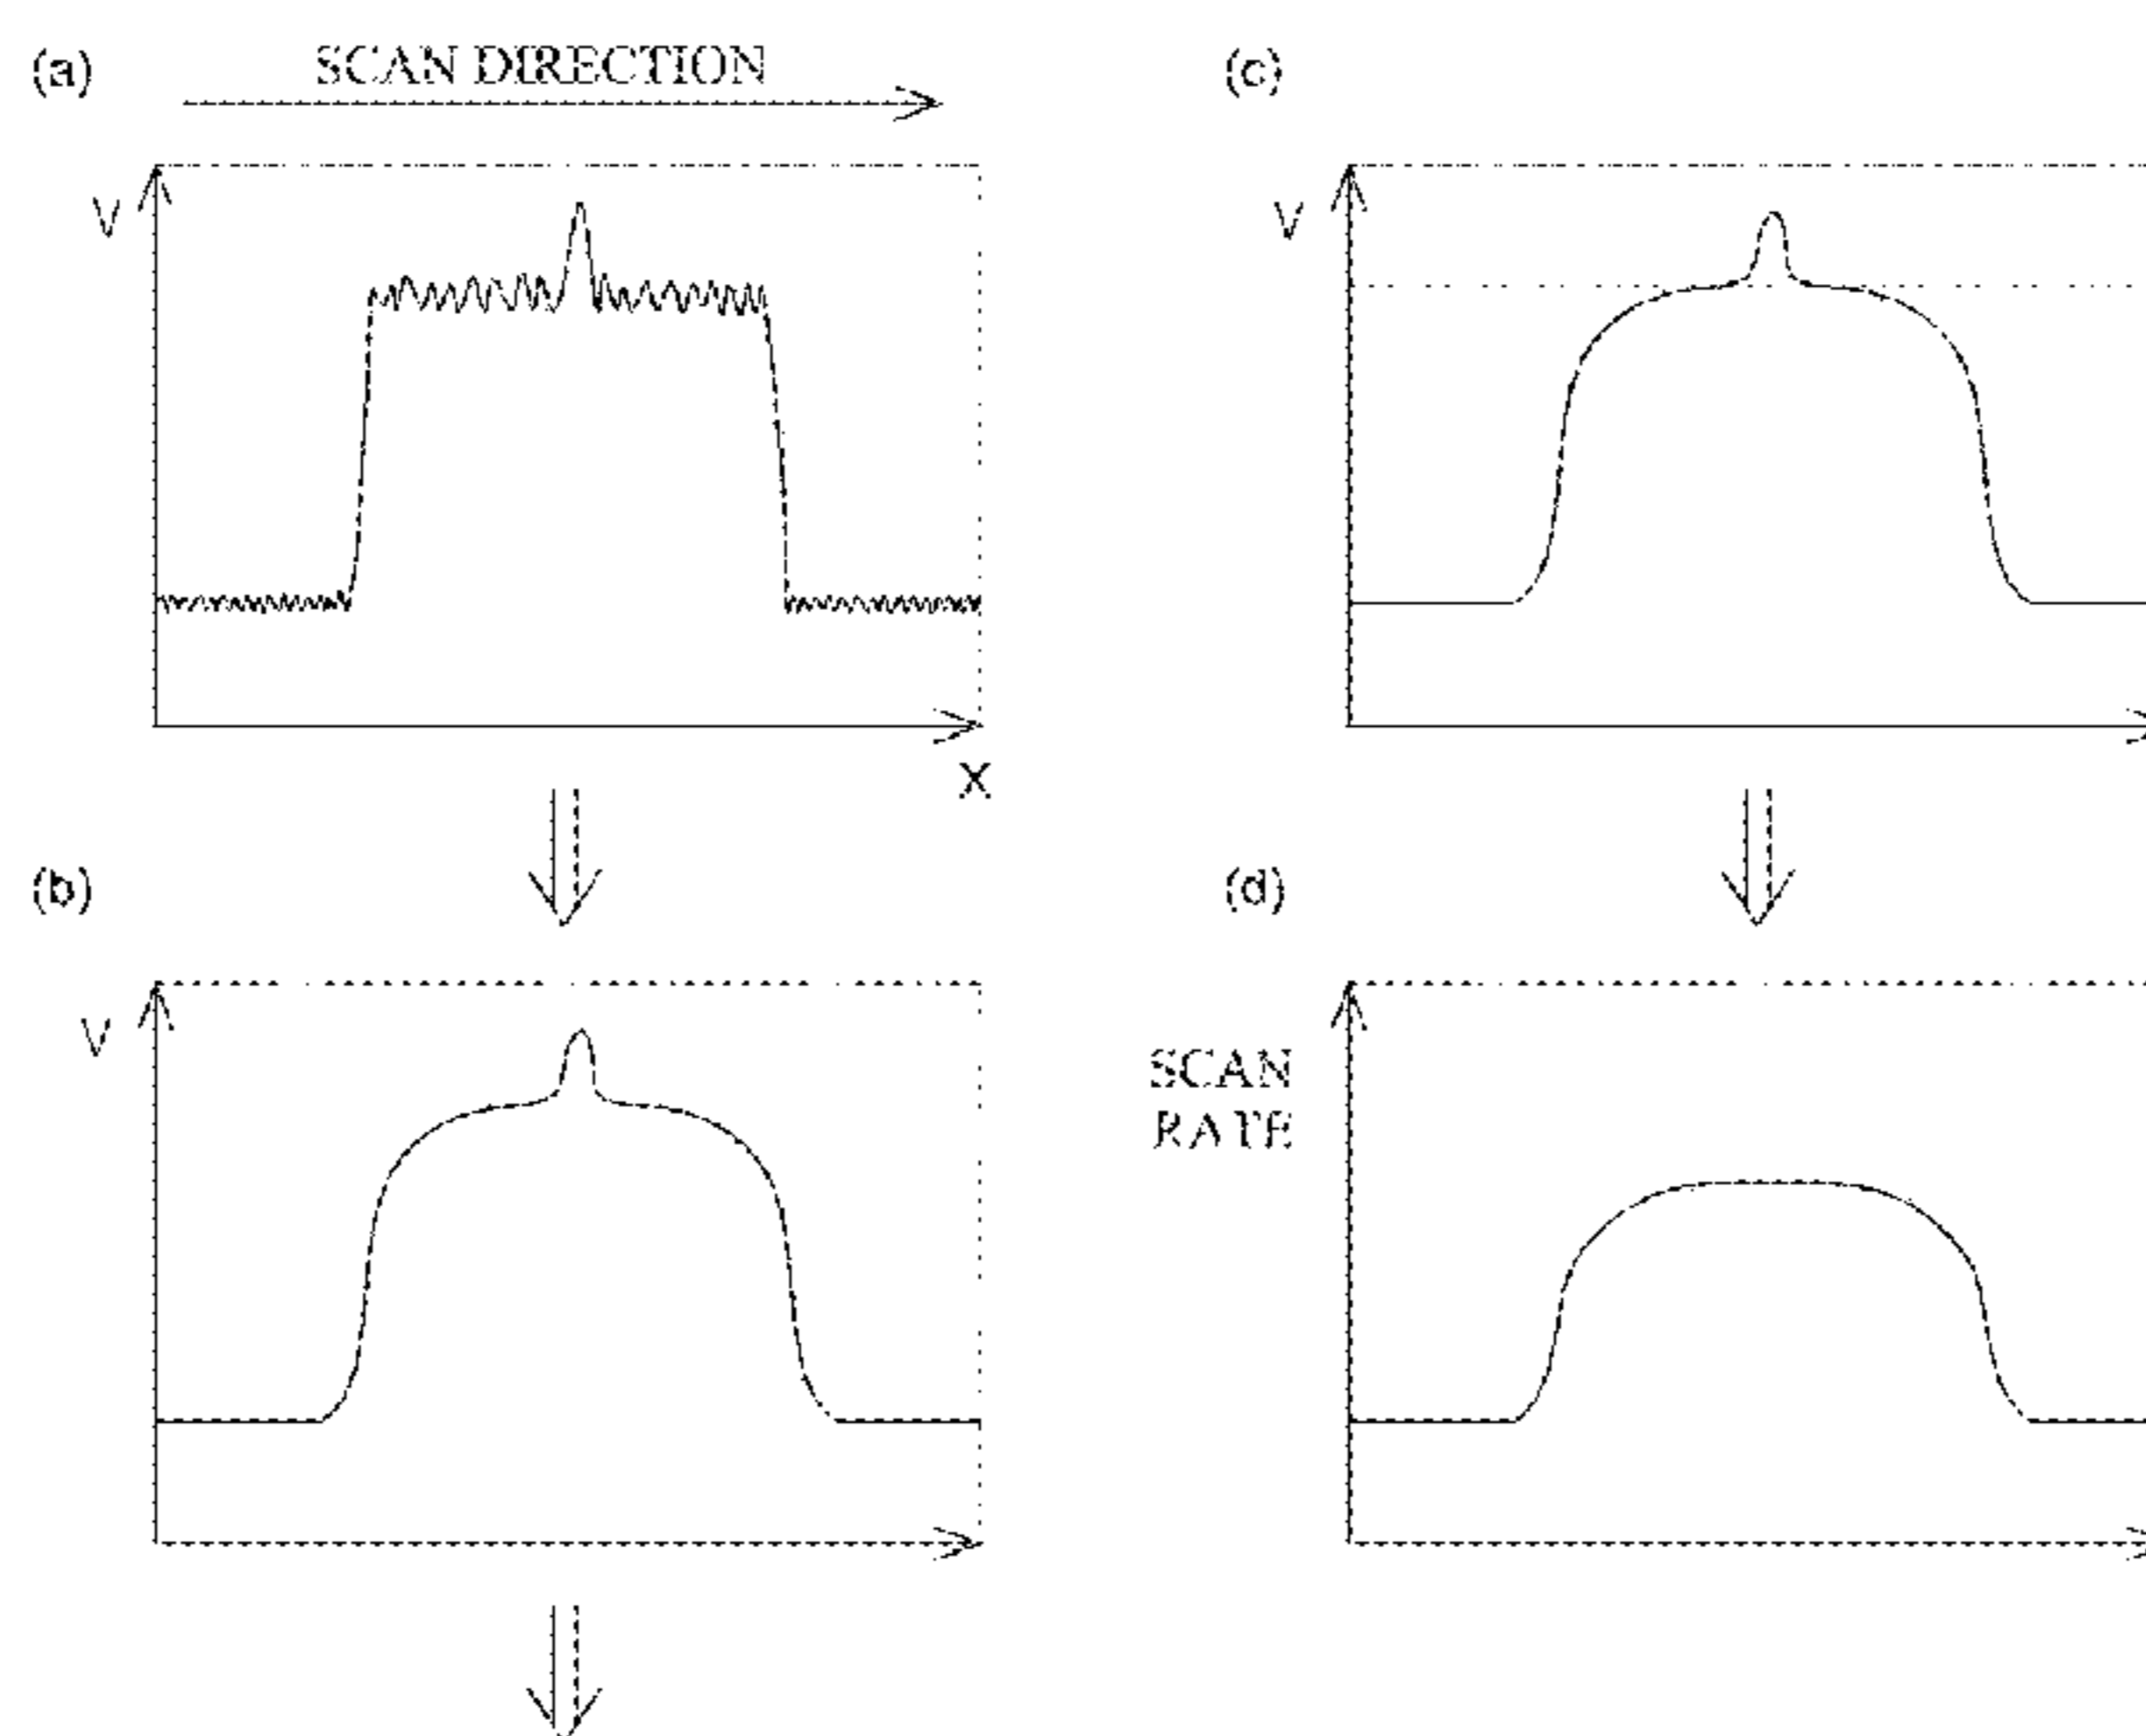 (a)
SCAN DIRECTION
V
X
(b)
V
(c)
V
(d)
SCAN
RATE